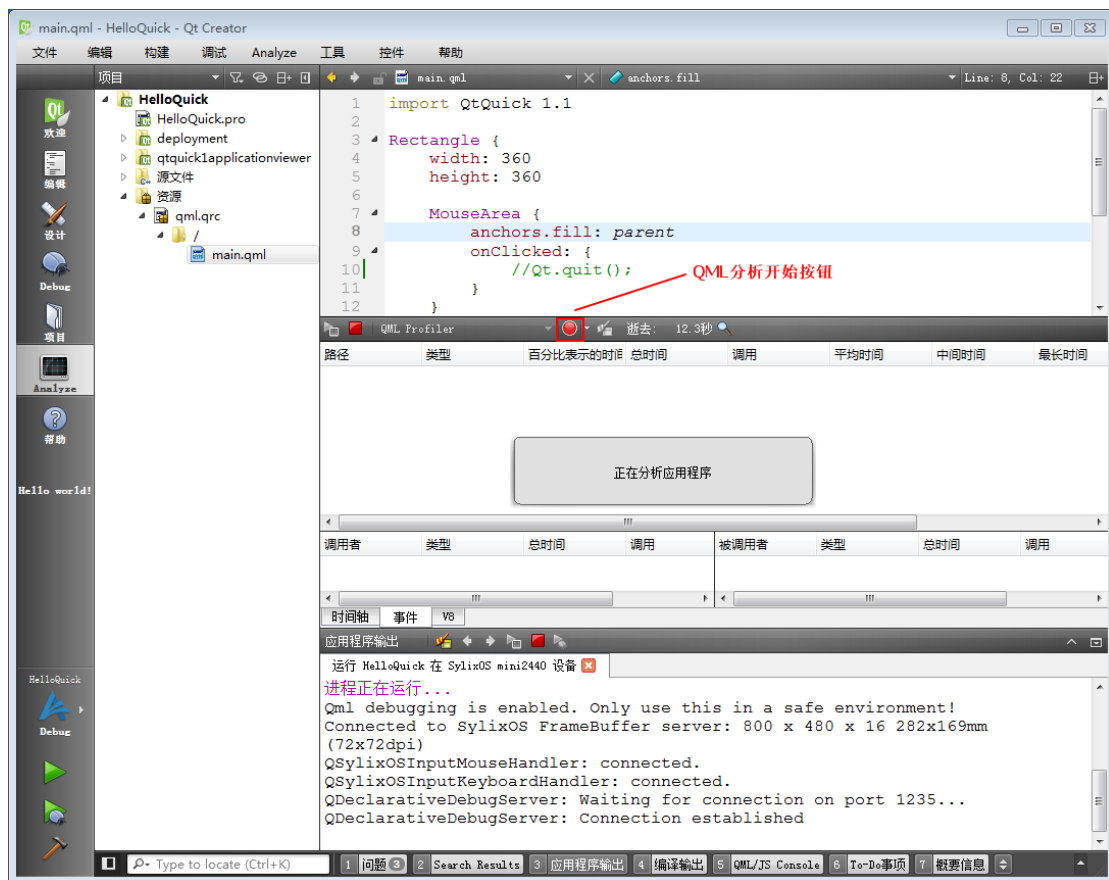 main.qml - HelloQuick - Qt Creator
文件 编辑 构建 调试 Analyze 工具 控件 帮助
项目
main.qml
anchors.fill
Line: 8, Col: 22
欢迎
编辑
设计
Debug
项目
Analyze
帮助
Hello world!
HelloQuick
Debug
HelloQuick
HelloQuick.pro
deployment
qtquick1applicationviewer
源文件
资源
qml.qrc
/
main.qml
1 import QtQuick 1.1
2
3 Rectangle {
4 width: 360
5 height: 360
6
7 MouseArea {
8 anchors.fill: parent
9 onClicked: {
10 //Qt.quit();
11 }
12 }
QML分析开始按钮
QML Profiler 逝去: 12.3秒
路径 类型 百分比表示的时间 总时间 调用 平均时间 中间时间 最长时间
正在分析应用程序
调用者 类型 总时间 调用 被调用者 类型 总时间 调用
时间轴 事件 V8
应用程序输出
运行 HelloQuick 在 SylixOS mini2440 设备
进程正在运行...
Qml debugging is enabled. Only use this in a safe environment!
Connected to SylixOS FrameBuffer server: 800 x 480 x 16 282x169mm
(72x72dpi)
QSylixOSInputMouseHandler: connected.
QSylixOSInputKeyboardHandler: connected.
QDeclarativeDebugServer: Waiting for connection on port 1235...
QDeclarativeDebugServer: Connection established
Type to locate (Ctrl+K)
1 问题 3 2 Search Results 3 应用程序输出 4 编译输出 5 QML/JS Console 6 To-Do事项 7 概要信息